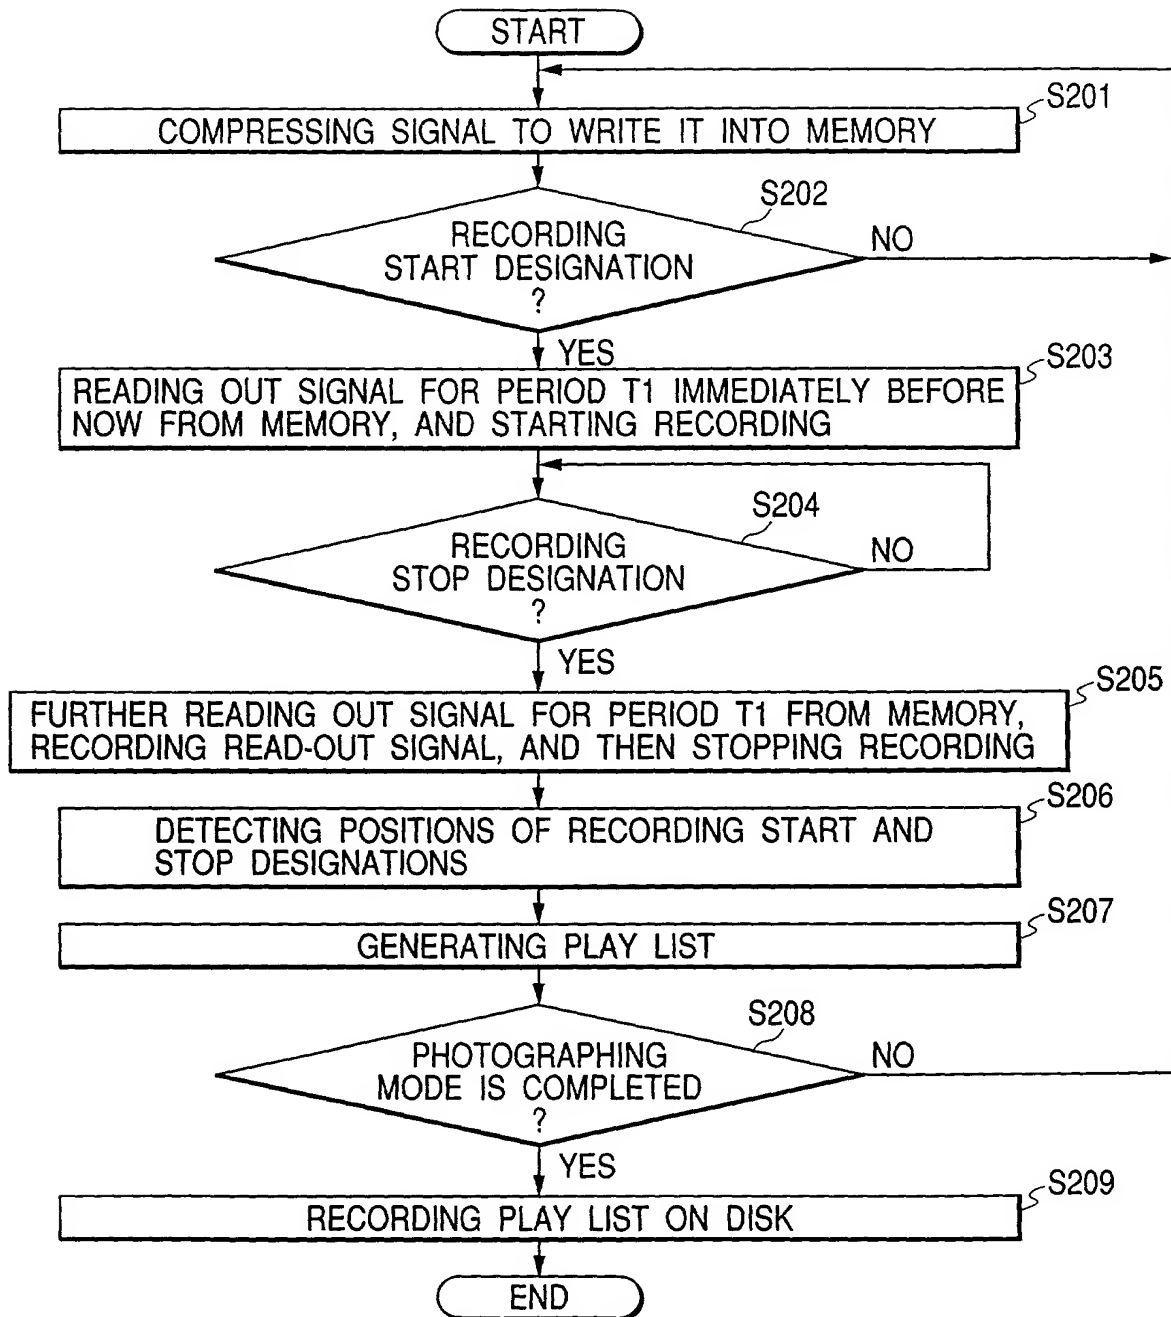 START
S201
COMPRESSING SIGNAL TO WRITE IT INTO MEMORY
S202
RECORDING
START DESIGNATION
?
NO
YES
S203
READING OUT SIGNAL FOR PERIOD T1 IMMEDIATELY BEFORE
NOW FROM MEMORY, AND STARTING RECORDING
S204
RECORDING
STOP DESIGNATION
?
NO
YES
S205
FURTHER READING OUT SIGNAL FOR PERIOD T1 FROM MEMORY,
RECORDING READ-OUT SIGNAL, AND THEN STOPPING RECORDING
S206
DETECTING POSITIONS OF RECORDING START AND
STOP DESIGNATIONS
S207
GENERATING PLAY LIST
S208
PHOTOGRAPHING
MODE IS COMPLETED
?
NO
YES
S209
RECORDING PLAY LIST ON DISK
END